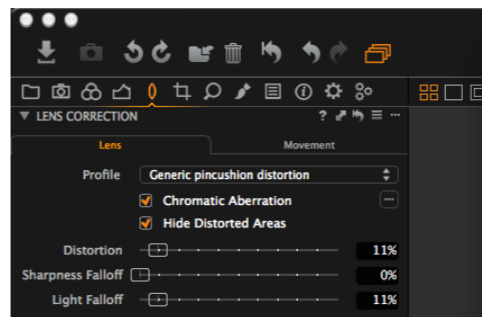 LENS CORRECTION
Lens Movement
Profile Generic pincushion distortion
Chromatic Aberration
Hide Distorted Areas
Distortion 11%
Sharpness Falloff 0%
Light Falloff 11%